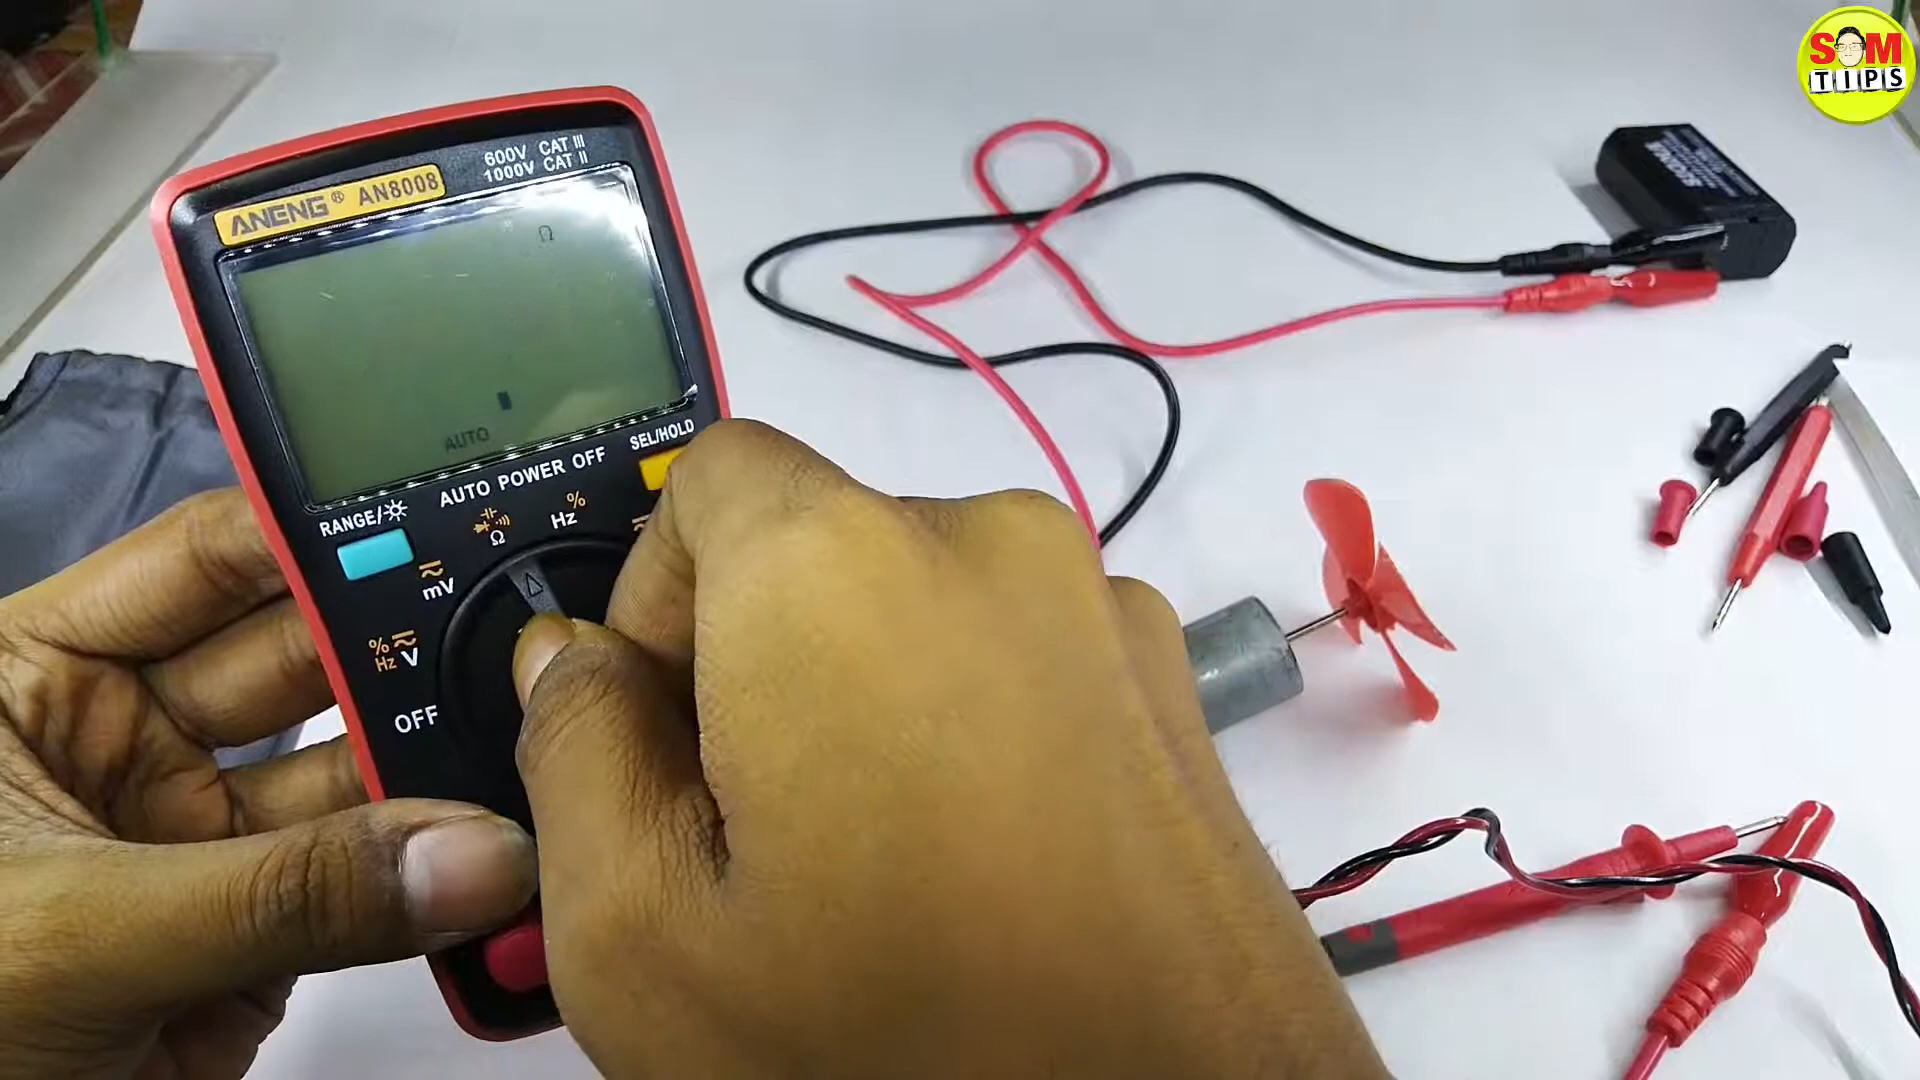 SOM
TIPS
600V CAT III
1000V CAT II
ANENG® AN8008
Ω
AUTO
SEL/HOLD
AUTO POWER OFF
RANGE/
%
Hz
Ω
mV
%
Hz V
OFF